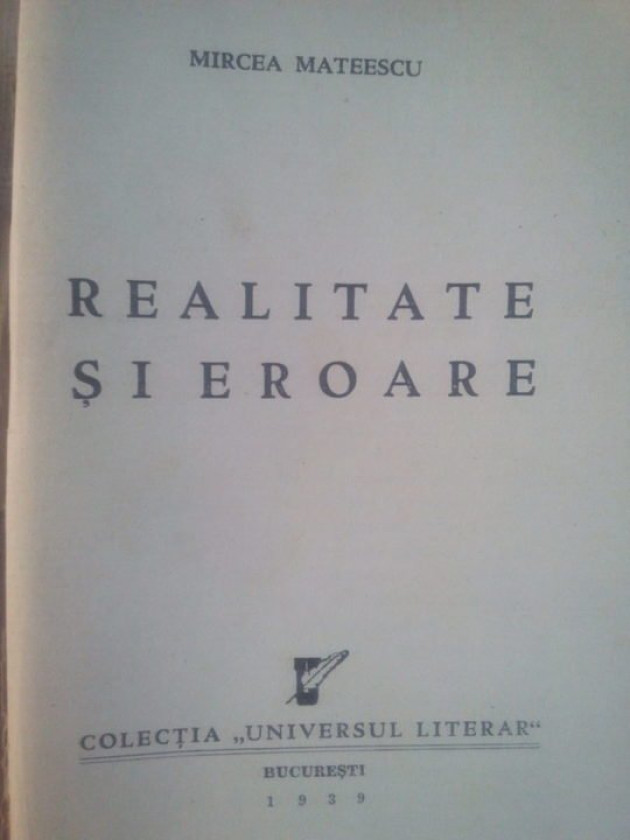 MIRCEA MATEESCU
REALITATE
ȘI EROARE
COLECȚIA „UNIVERSUL LITERAR“
BUCUREȘTI
1939